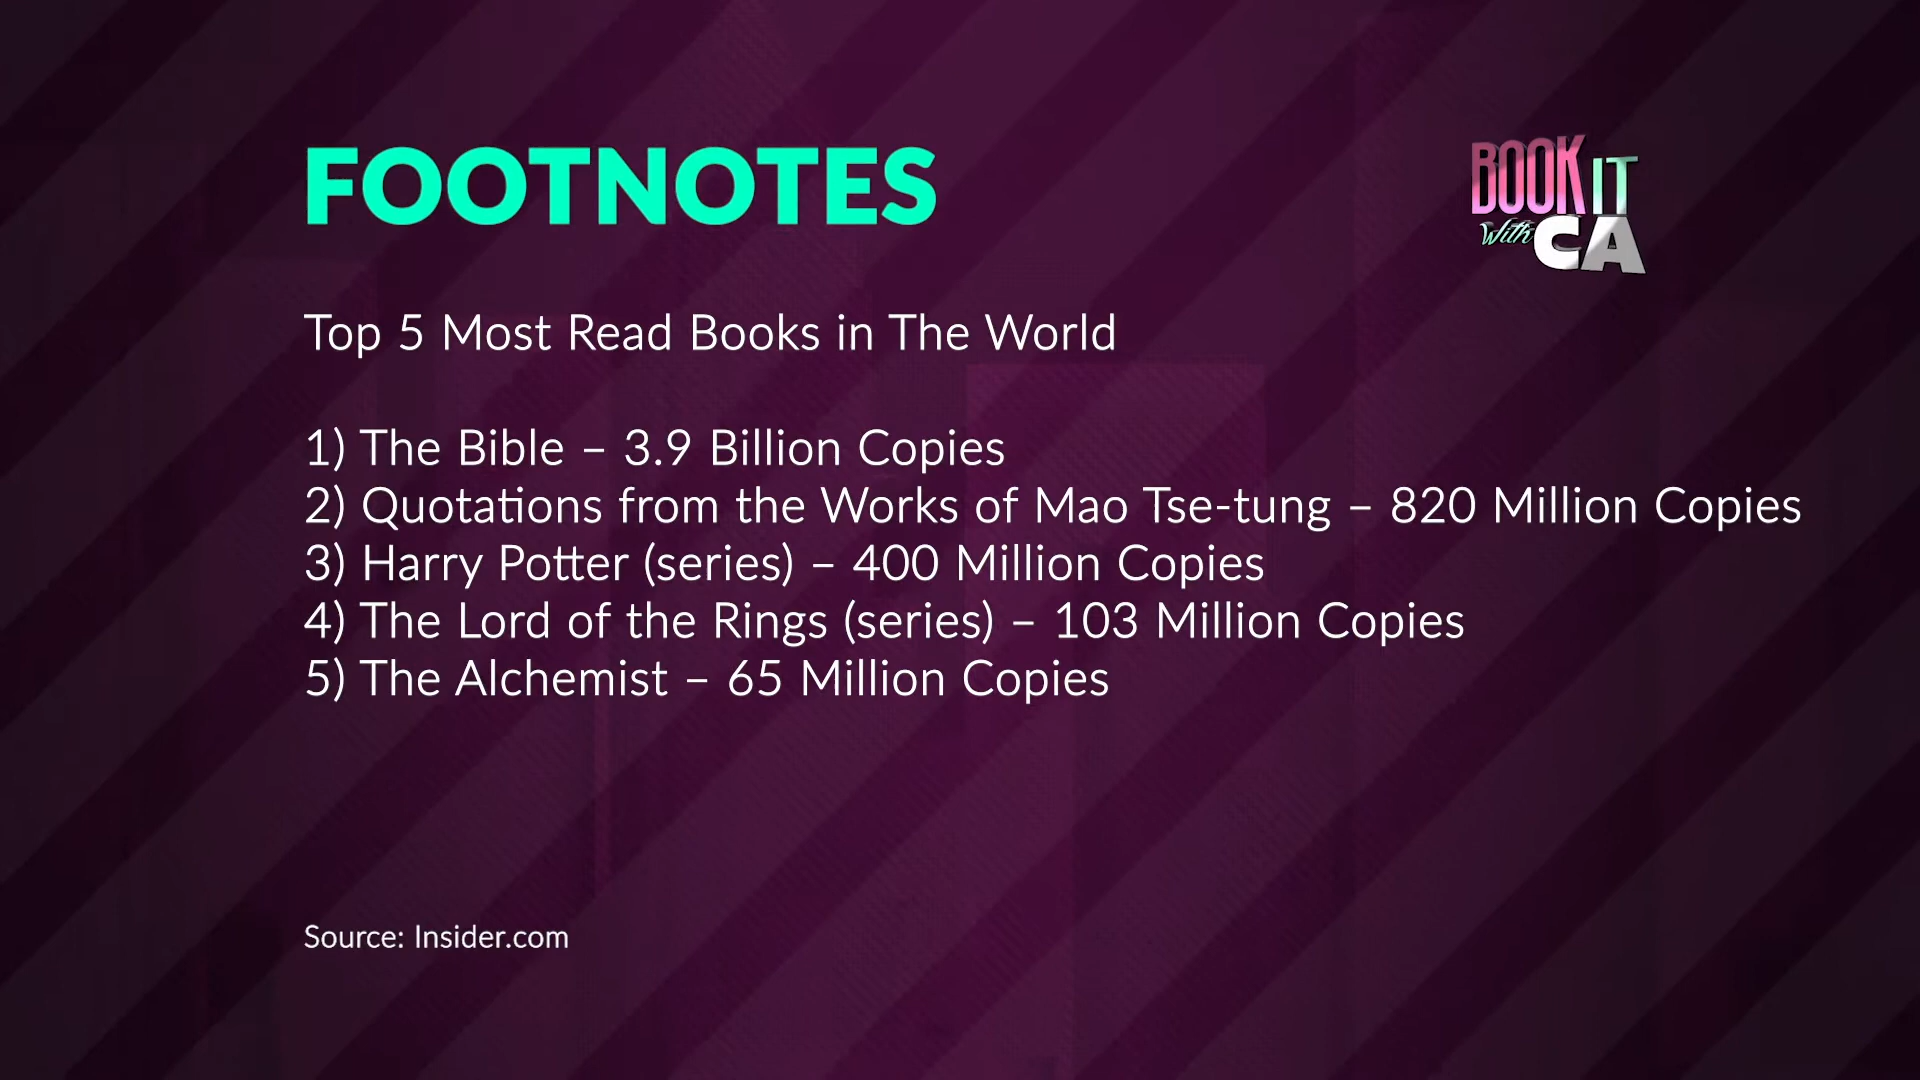 FOOTNOTES
BOOK IT
With CA
Top 5 Most Read Books in The World
1) The Bible – 3.9 Billion Copies
2) Quotations from the Works of Mao Tse-tung – 820 Million Copies
3) Harry Potter (series) – 400 Million Copies
4) The Lord of the Rings (series) – 103 Million Copies
5) The Alchemist – 65 Million Copies
Source: Insider.com